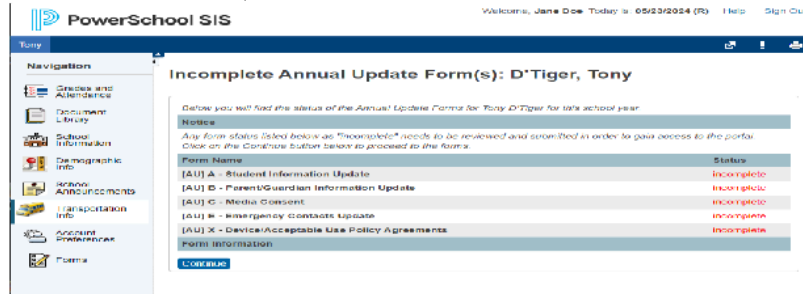 PowerSchool SIS
Welcome, Jane Doe Today is: 05/23/2024 (R) Help Sign Ou
Tony
Navigation
Grades and
Attendance
Document
Library
School
Information
Demographic
Info
School
Announcements
Transportation
Info
Account
Preferences
Forms
Incomplete Annual Update Form(s): D'Tiger, Tony
Below you will find the status of the Annual Update Forms for Tony D'Tiger for this school year.
Notice
Any form status listed below as "Incomplete" needs to be reviewed and submitted in order to gain access to the portal.
Click on the Continue button below to proceed to the forms.
Form Name Status
[AU] A - Student Information Update Incomplete
[AU] B - Parent/Guardian Information Update Incomplete
[AU] C - Media Consent Incomplete
[AU] E - Emergency Contacts Update Incomplete
[AU] X - Device/Acceptable Use Policy Agreements Incomplete
Form Information
Continue